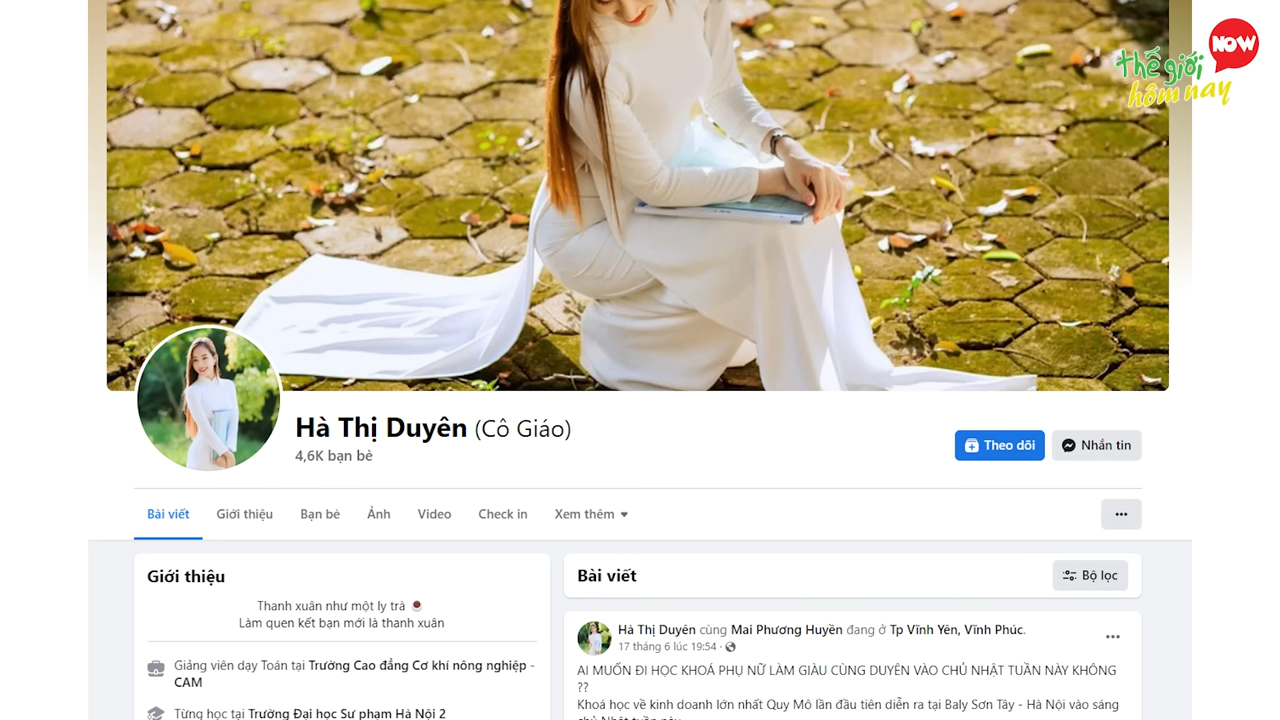 NOW
thế giới
hôm nay
Hà Thị Duyên (Cô Giáo)
4,6K bạn bè
Theo dõi
Nhắn tin
Bài viết
Giới thiệu
Bạn bè
Ảnh
Video
Check in
Xem thêm
Giới thiệu
Thanh xuân như một ly trà
Làm quen kết bạn mới là thanh xuân
Giảng viên dạy Toán tại Trường Cao đẳng Cơ khí nông nghiệp -
CAM
Từng học tại Trường Đại học Sư phạm Hà Nội 2
Bài viết
Bộ lọc
Hà Thị Duyên cùng Mai Phương Huyền đang ở Tp Vĩnh Yên, Vĩnh Phúc.
17 tháng 6 lúc 19:54 ·
AI MUỐN ĐI HỌC KHOÁ PHỤ NỮ LÀM GIÀU CÙNG DUYÊN VÀO CHỦ NHẬT TUẦN NÀY KHÔNG
??
Khoá học về kinh doanh lớn nhất Quy Mô lần đầu tiên diễn ra tại Baly Sơn Tây - Hà Nội vào sáng
chủ Nhật tuần này